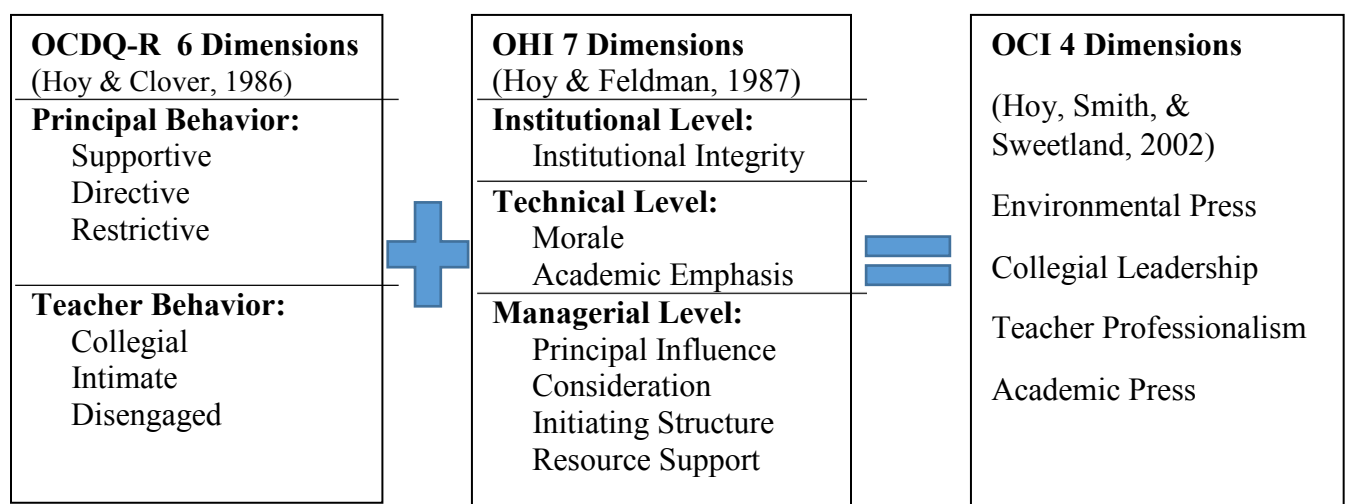 OCDQ-R 6 Dimensions
(Hoy & Clover, 1986)
Principal Behavior:
Supportive
Directive
Restrictive
Teacher Behavior:
Collegial
Intimate
Disengaged
OHI 7 Dimensions
(Hoy & Feldman, 1987)
Institutional Level:
Institutional Integrity
Technical Level:
Morale
Academic Emphasis
Managerial Level:
Principal Influence
Consideration
Initiating Structure
Resource Support
OCI 4 Dimensions
(Hoy, Smith, &
Sweetland, 2002)
Environmental Press
Collegial Leadership
Teacher Professionalism
Academic Press